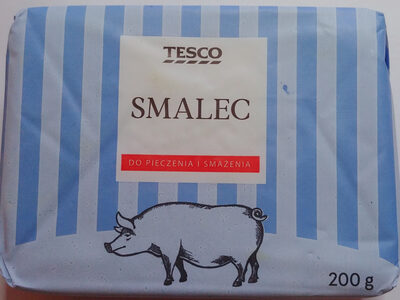 TESCO
SMALEC
DO PIECZENIA I SMAŻENIA
200 g